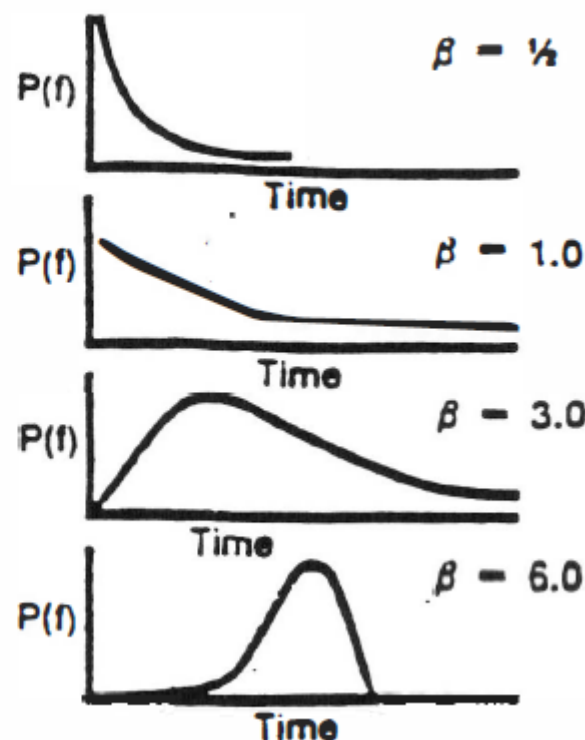 P(f)
β = ½
Time
P(f)
β = 1.0
Time
P(f)
β = 3.0
Time
P(f)
β = 6.0
Time